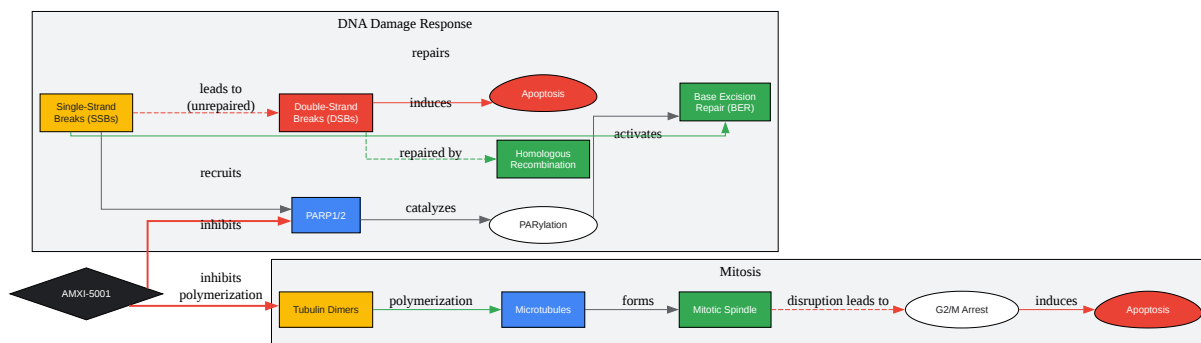 DNA Damage Response
repairs
Single-Strand
Breaks (SSBs)
leads to
(unrepaired)
Double-Strand
Breaks (DSBs)
induces
Apoptosis
Base Excision
Repair (BER)
activates
repaired by
Homologous
Recombination
recruits
inhibits
PARP1/2
catalyzes
PARylation
AMXI-5001
inhibits
polymerization
Mitosis
Tubulin Dimers
polymerization
Microtubules
forms
Mitotic Spindle
disruption leads to
G2/M Arrest
induces
Apoptosis